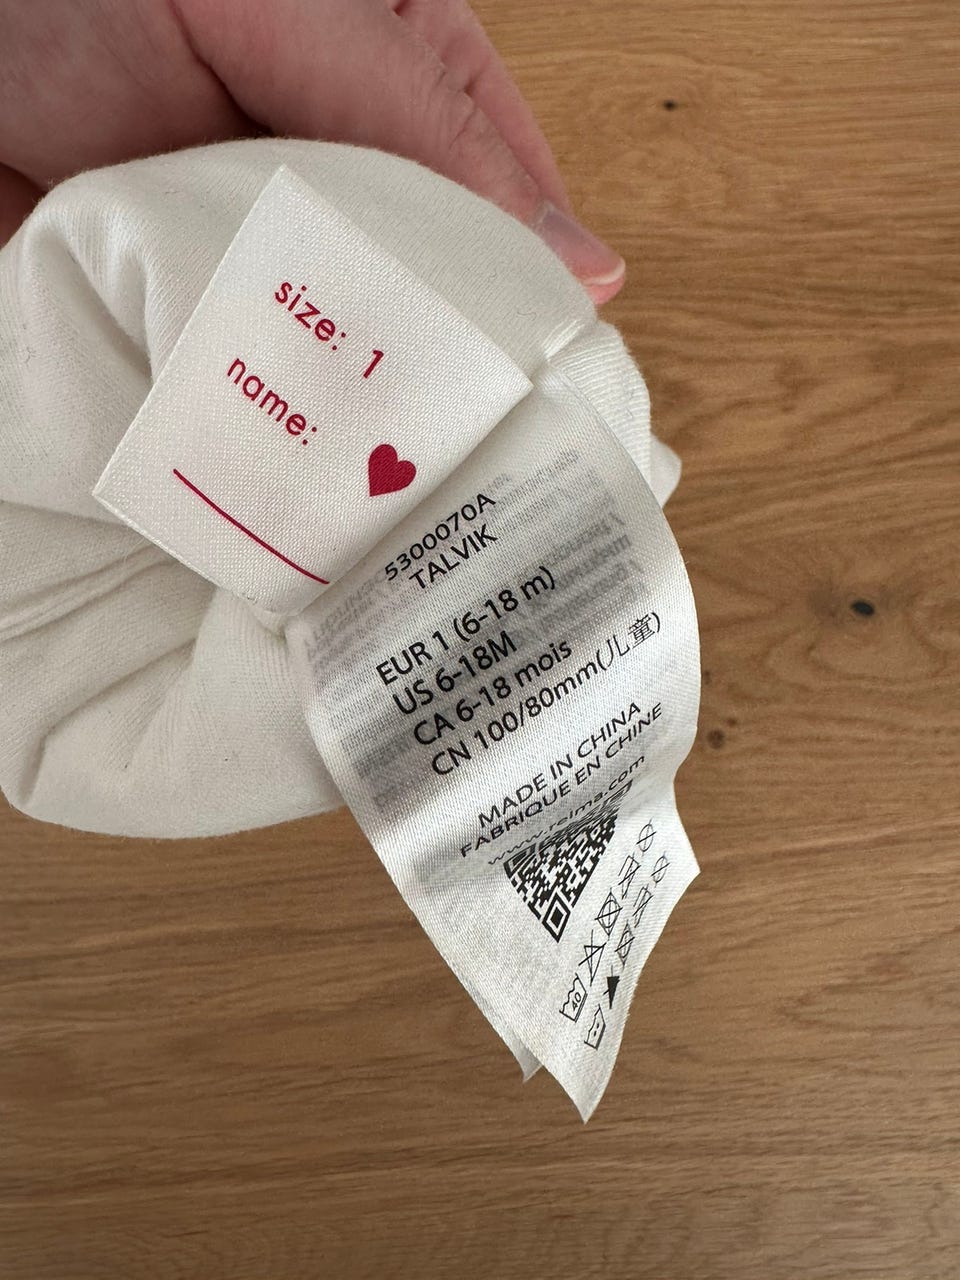 size: 1
name:
5300070A
TALVIK
EUR 1 (6-18 m)
US 6-18M
CA 6-18 mois
CN 100/80mm(儿童)
MADE IN CHINA
FABRIQUE EN CHINE
www.reima.com
40